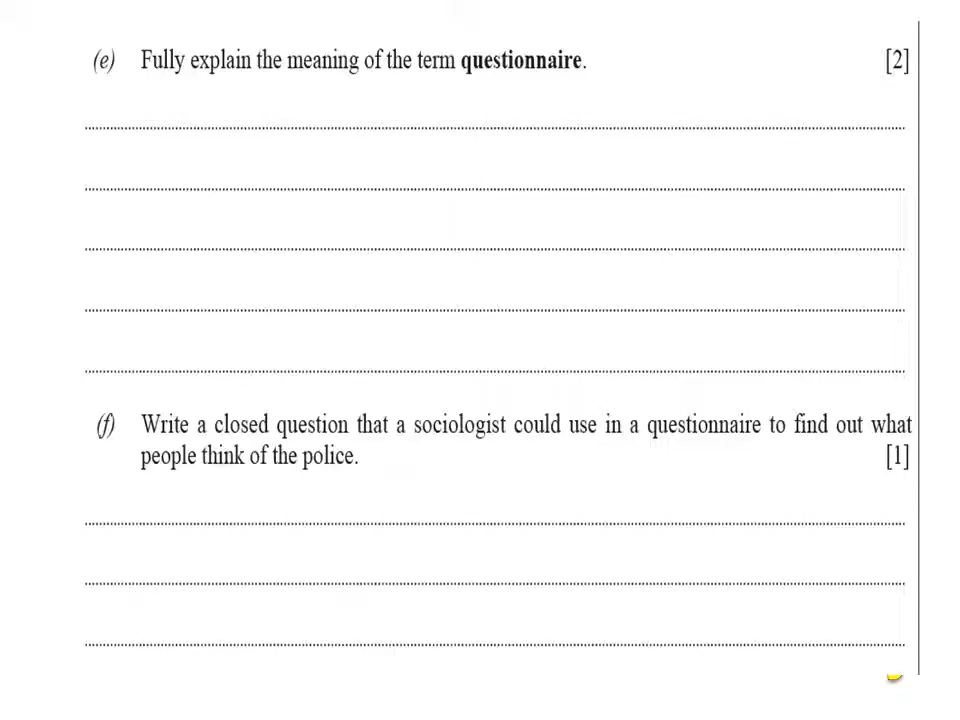 (e) Fully explain the meaning of the term questionnaire. [2]
(f) Write a closed question that a sociologist could use in a questionnaire to find out what
people think of the police. [1]